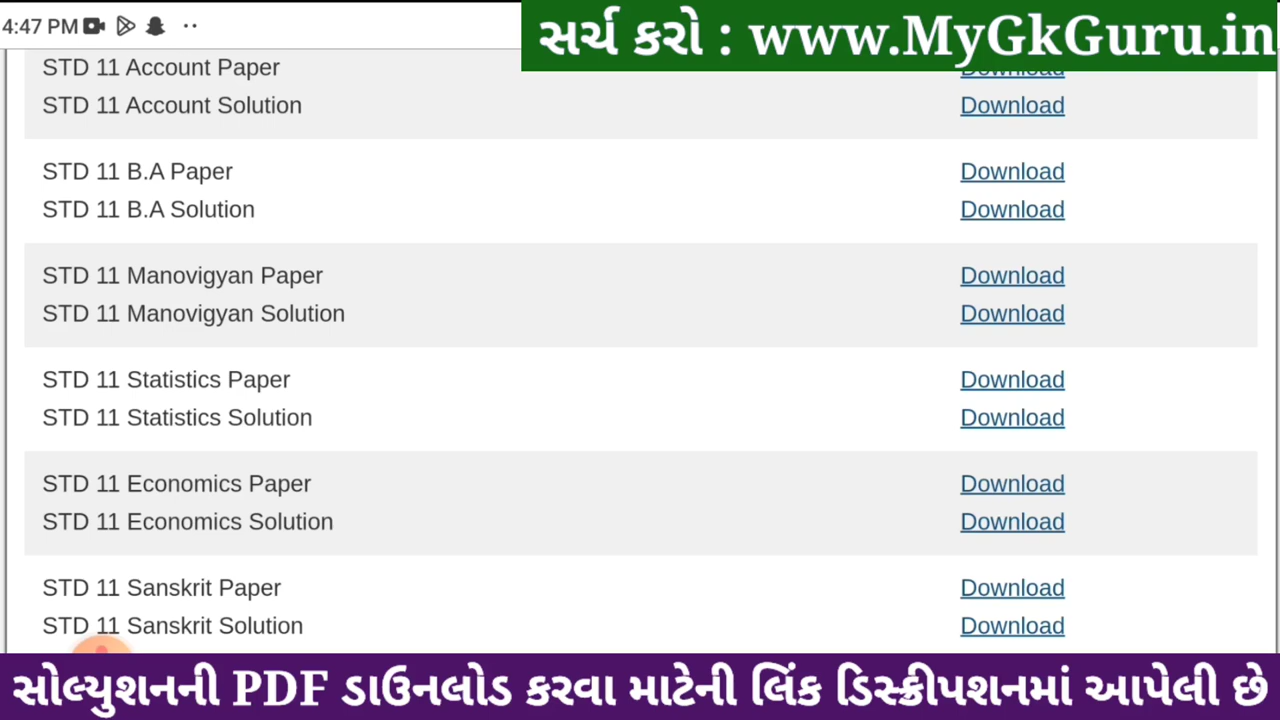 4:47 PM
સર્ચ કરો : www.MyGkGuru.in
STD 11 Account Paper Download
STD 11 Account Solution Download
STD 11 B.A Paper Download
STD 11 B.A Solution Download
STD 11 Manovigyan Paper Download
STD 11 Manovigyan Solution Download
STD 11 Statistics Paper Download
STD 11 Statistics Solution Download
STD 11 Economics Paper Download
STD 11 Economics Solution Download
STD 11 Sanskrit Paper Download
STD 11 Sanskrit Solution Download
સોલ્યુશનની PDF ડાઉનલોડ કરવા માટેની લિંક ડિસ્ક્રીપશનમાં આપેલી છે